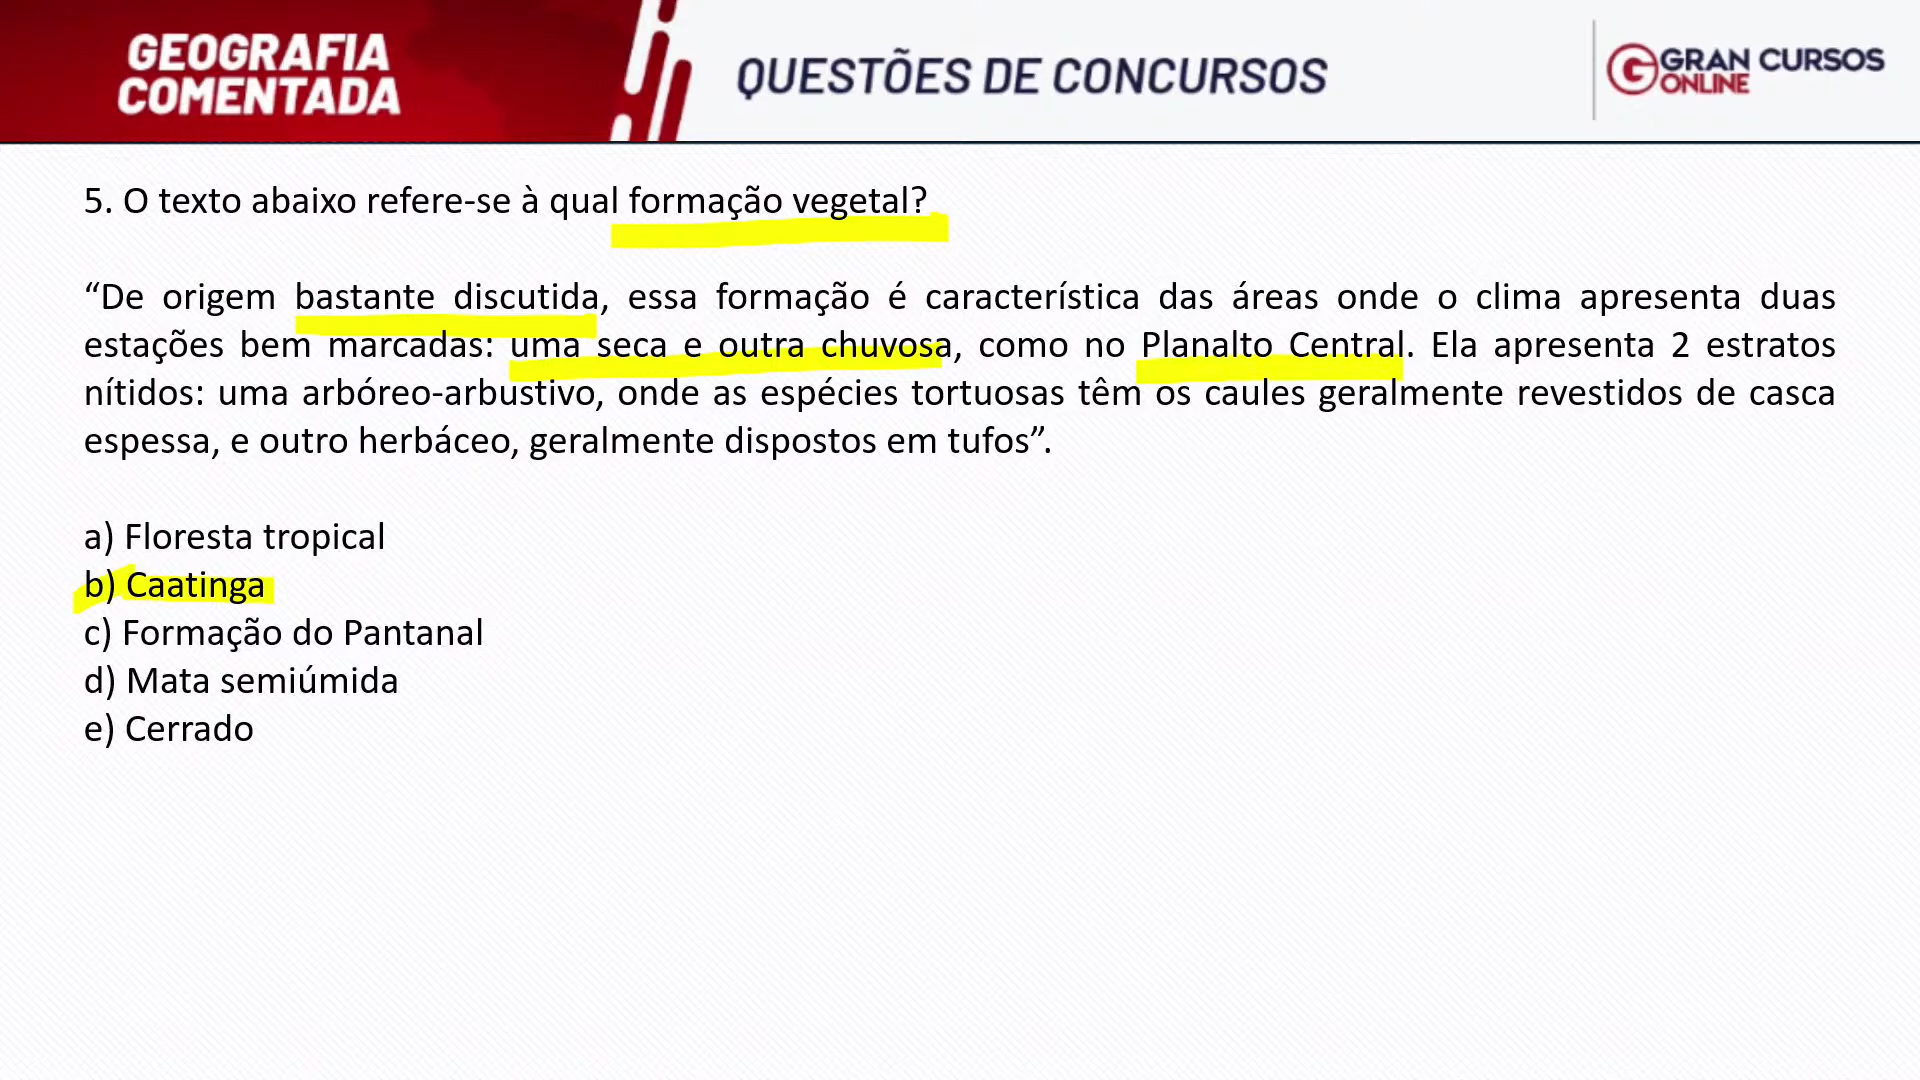 GEOGRAFIA
COMENTADA
QUESTÕES DE CONCURSOS
GRAN CURSOS
ONLINE
5. O texto abaixo refere-se à qual formação vegetal?
“De origem bastante discutida, essa formação é característica das áreas onde o clima apresenta duas
estações bem marcadas: uma seca e outra chuvosa, como no Planalto Central. Ela apresenta 2 estratos
nítidos: uma arbóreo-arbustivo, onde as espécies tortuosas têm os caules geralmente revestidos de casca
espessa, e outro herbáceo, geralmente dispostos em tufos”.
a) Floresta tropical
b) Caatinga
c) Formação do Pantanal
d) Mata semiúmida
e) Cerrado